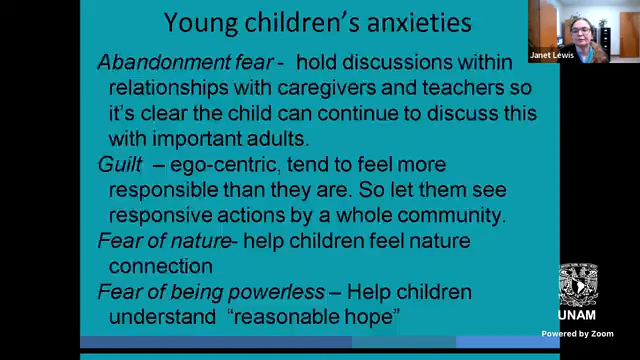 Young children's anxieties
Abandonment fear - hold discussions within
relationships with caregivers and teachers so
it's clear the child can continue to discuss this
with important adults.
Guilt – ego-centric, tend to feel more
responsible than they are. So let them see
responsive actions by a whole community.
Fear of nature- help children feel nature
connection
Fear of being powerless – Help children
understand "reasonable hope"
Janet Lewis
UNAM
Powered by Zoom